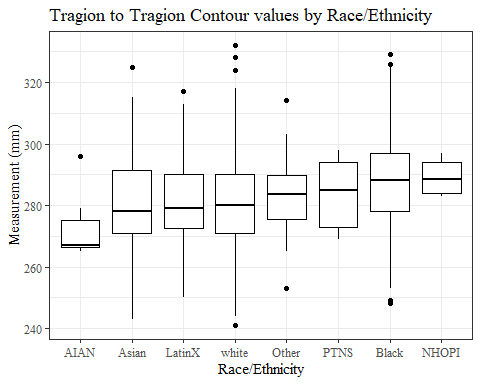 Tragion to Tragion Contour values by Race/Ethnicity
Measurement (mm)
320
300
280
260
240
AIAN Asian LatinX white Other PTNS Black NHOPI
Race/Ethnicity